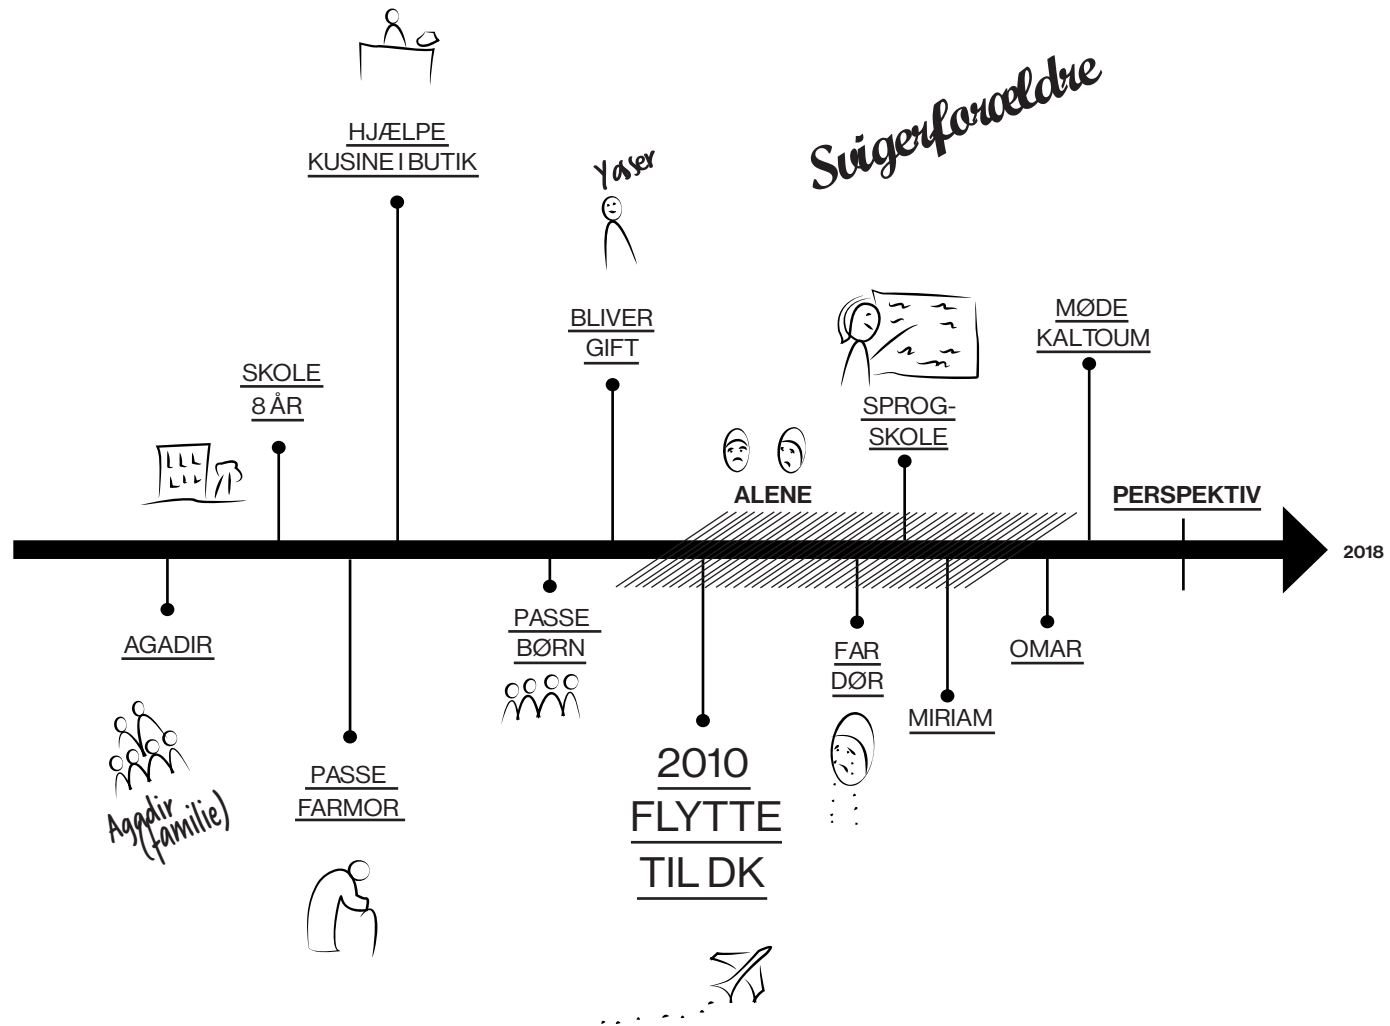 Svigerforældre
HJÆLPE
KUSINE I BUTIK
Yasser
BLIVER
GIFT
MØDE
KALTOUM
SKOLE
8 ÅR
SPROG-
SKOLE
ALENE
PERSPEKTIV
2018
AGADIR
PASSE
BØRN
FAR
DØR
OMAR
MIRIAM
Agadir
(familie)
PASSE
FARMOR
2010
FLYTTE
TIL DK